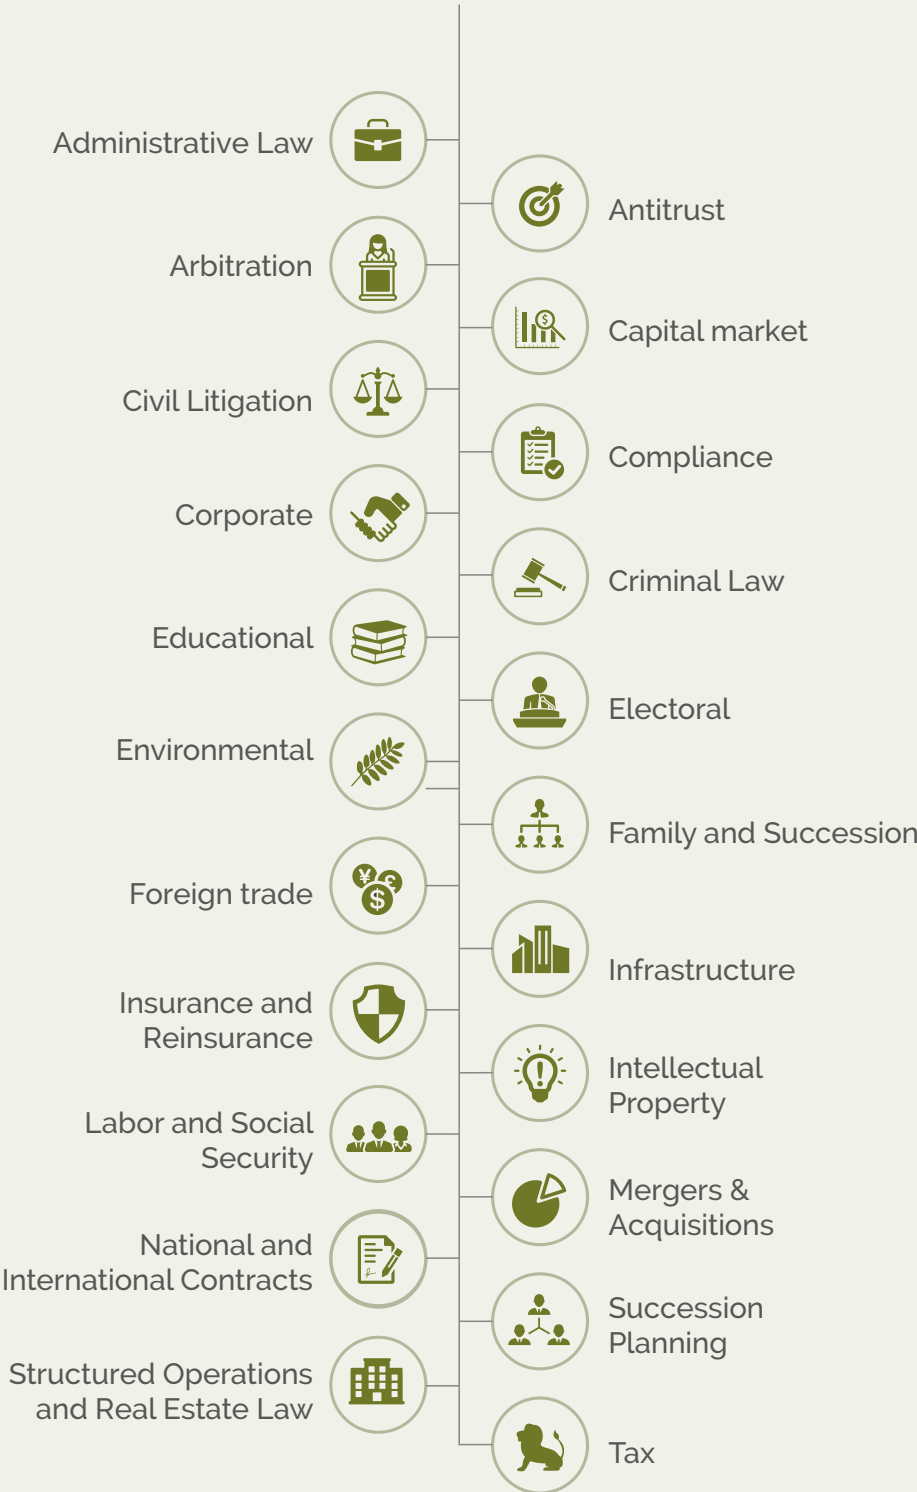 Administrative Law
Antitrust
Arbitration
Capital market
Civil Litigation
Compliance
Corporate
Criminal Law
Educational
Electoral
Environmental
Family and Succession
Foreign trade
Infrastructure
Insurance and
Reinsurance
Intellectual
Property
Labor and Social
Security
Mergers &
Acquisitions
National and
International Contracts
Succession
Planning
Structured Operations
and Real Estate Law
Tax